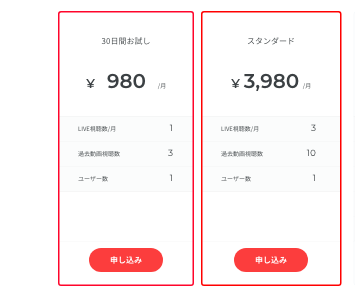 30日間お試し
¥ 980 /月
LIVE視聴数/月 1
過去動画視聴数 3
ユーザー数 1
申し込み
スタンダード
¥ 3,980 /月
LIVE視聴数/月 3
過去動画視聴数 10
ユーザー数 1
申し込み